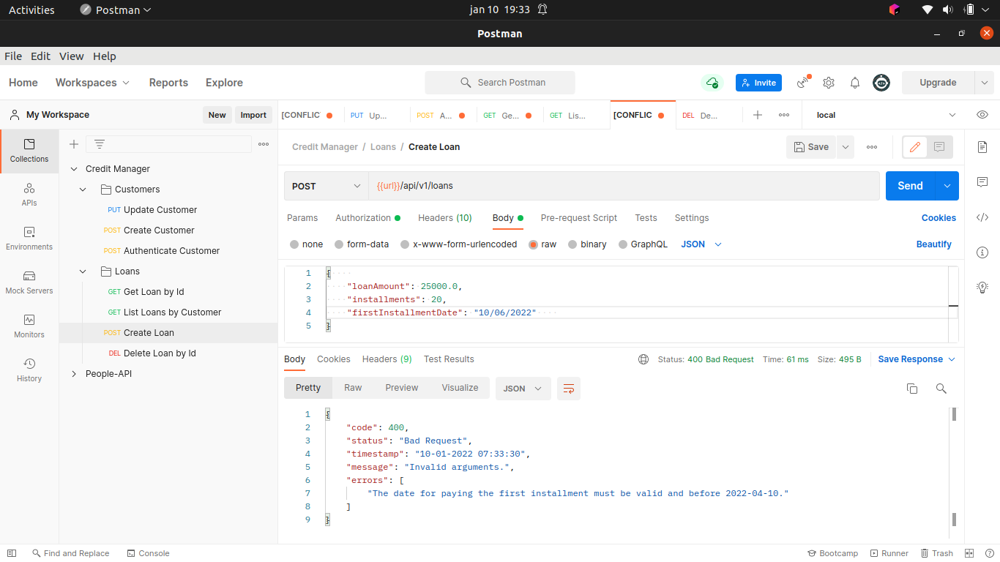 Activities Postman jan 10 19:33
Postman
File Edit View Help
Home Workspaces Reports Explore Search Postman Invite Upgrade
My Workspace New Import
[CONFLIC PUT Up... POST A... GET Ge... GET Lis... [CONFLIC DEL De... local
Collections
APIs
Environments
Mock Servers
Monitors
History
Credit Manager
Customers
PUT Update Customer
POST Create Customer
POST Authenticate Customer
Loans
GET Get Loan by Id
GET List Loans by Customer
POST Create Loan
DEL Delete Loan by Id
People-API
Credit Manager / Loans / Create Loan Save
POST {{url}}/api/v1/loans Send
Params Authorization Headers (10) Body Pre-request Script Tests Settings Cookies
none form-data x-www-form-urlencoded raw binary GraphQL JSON Beautify
1 {
2 "loanAmount": 25000.0,
3 "installments": 20,
4 "firstInstallmentDate": "10/06/2022"
5 }
Body Cookies Headers (9) Test Results Status: 400 Bad Request Time: 61 ms Size: 495 B Save Response
Pretty Raw Preview Visualize JSON
1 {
2 "code": 400,
3 "status": "Bad Request",
4 "timestamp": "10-01-2022 07:33:30",
5 "message": "Invalid arguments.",
6 "errors": [
7 "The date for paying the first installment must be valid and before 2022-04-10."
8 ]
9 }
Find and Replace Console Bootcamp Runner Trash